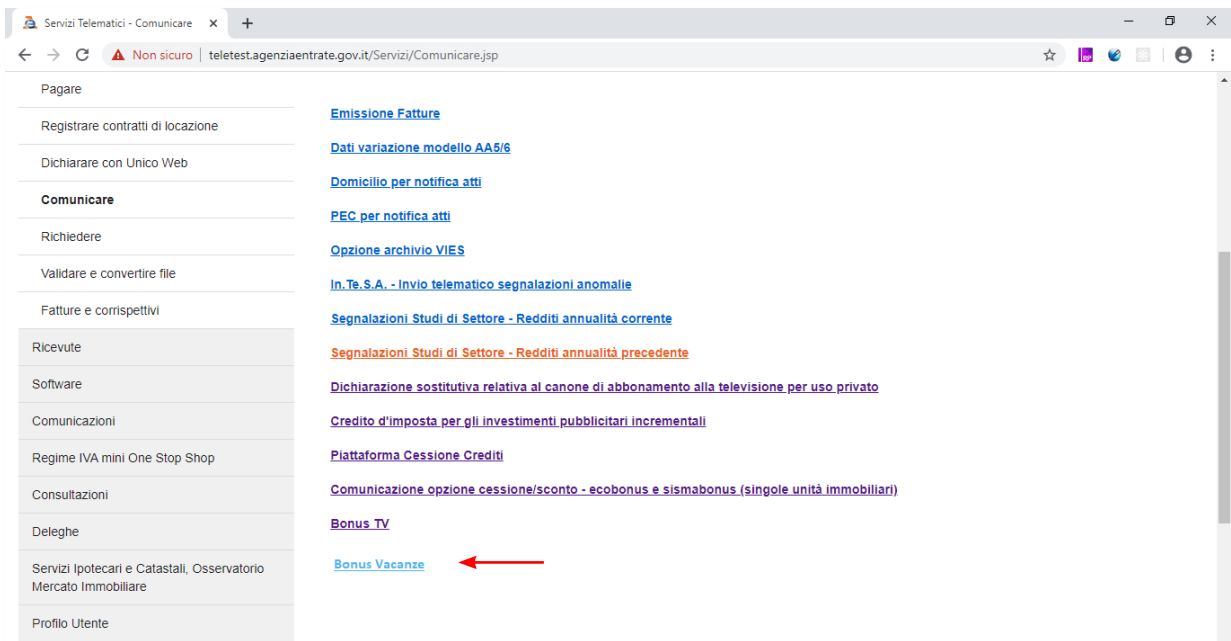 Servizi Telematici - Comunicare
Non sicuro | teletest.agenziaentrate.gov.it/Servizi/Comunicare.jsp
Pagare
Registrare contratti di locazione
Dichiarare con Unico Web
Comunicare
Richiedere
Validare e convertire file
Fatture e corrispettivi
Ricevute
Software
Comunicazioni
Regime IVA mini One Stop Shop
Consultazioni
Deleghe
Servizi Ipotecari e Catastali, Osservatorio
Mercato Immobiliare
Profilo Utente
Emissione Fatture
Dati variazione modello AA5/6
Domicilio per notifica atti
PEC per notifica atti
Opzione archivio VIES
In.Te.S.A. - Invio telematico segnalazioni anomalie
Segnalazioni Studi di Settore - Redditi annualità corrente
Segnalazioni Studi di Settore - Redditi annualità precedente
Dichiarazione sostitutiva relativa al canone di abbonamento alla televisione per uso privato
Credito d'imposta per gli investimenti pubblicitari incrementali
Piattaforma Cessione Crediti
Comunicazione opzione cessione/sconto - ecobonus e sismabonus (singole unità immobiliari)
Bonus TV
Bonus Vacanze